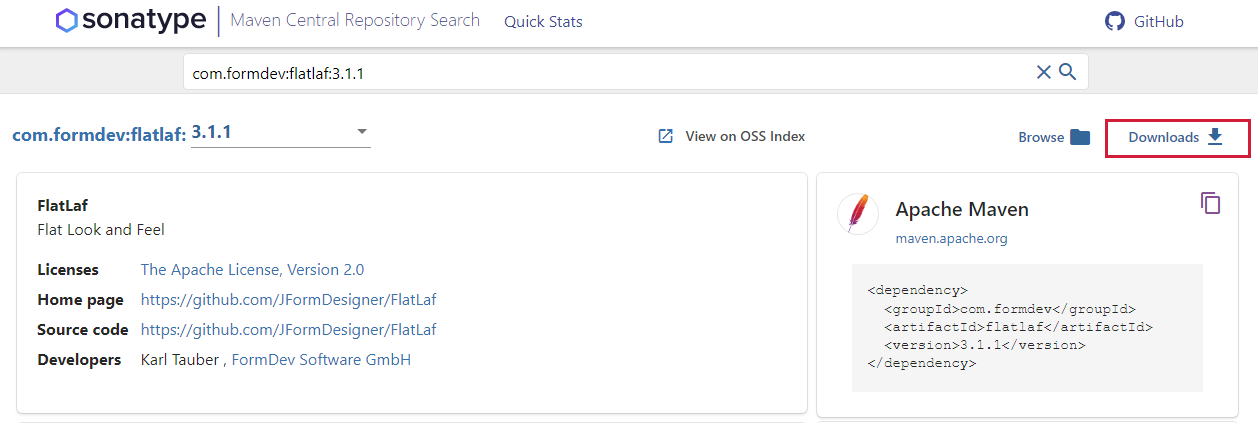 sonatype Maven Central Repository Search Quick Stats GitHub
com.formdev:flatlaf:3.1.1
com.formdev:flatlaf: 3.1.1 View on OSS Index Browse Downloads
FlatLaf
Flat Look and Feel
Licenses The Apache License, Version 2.0
Home page https://github.com/JFormDesigner/FlatLaf
Source code https://github.com/JFormDesigner/FlatLaf
Developers Karl Tauber , FormDev Software GmbH
Apache Maven
maven.apache.org
<dependency>
  <groupId>com.formdev</groupId>
  <artifactId>flatlaf</artifactId>
  <version>3.1.1</version>
</dependency>